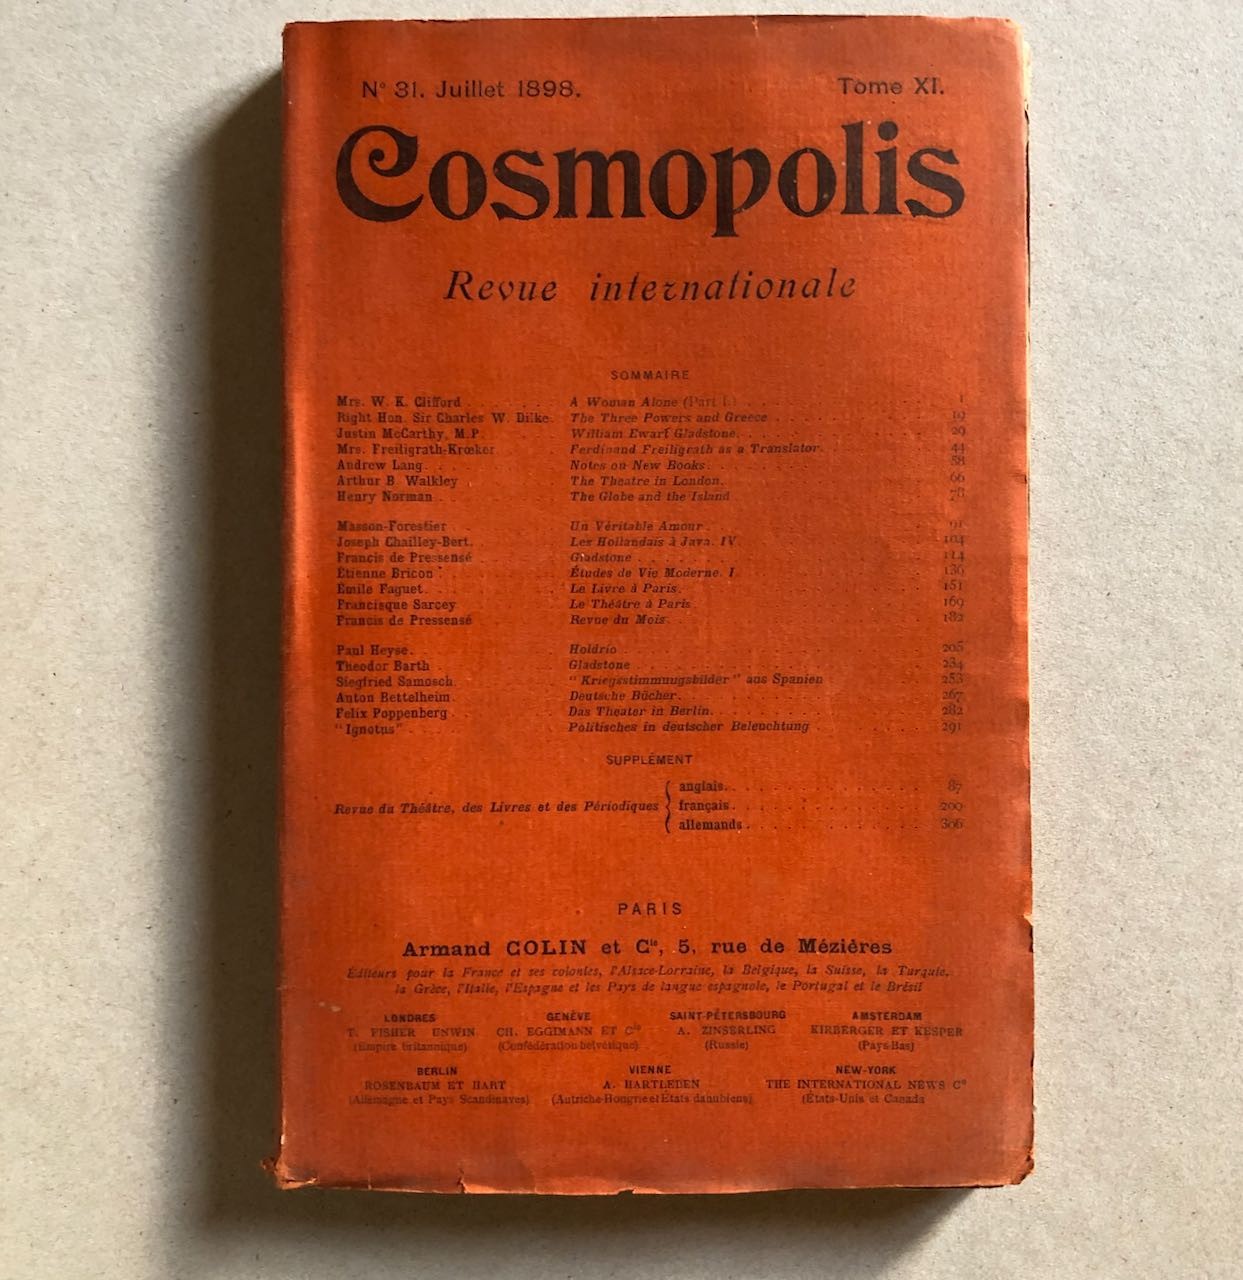 N° 31. Juillet 1898. Tome XI.
Cosmopolis
Revue internationale
SOMMAIRE
Mrs. W. K. Clifford A Woman Alone (Part I.)
Right Hon. Sir Charles W. Dilke The Three Powers and Greece 19
Justin McCarthy, M.P. William Ewart Gladstone. 29
Mrs. Freiligrath-Krœker Ferdinand Freiligrath as a Translator. 44
Andrew Lang. Notes on New Books. 58
Arthur B Walkley The Theatre in London. 66
Henry Norman The Globe and the Island 78
Masson-Forestier Un Véritable Amour. 91
Joseph Chailley-Bert. Les Hollandais à Java. IV. 104
Francis de Pressensé Gladstone 114
Étienne Bricon Études de Vie Moderne. I 136
Émile Faguet. Le Livre à Paris. 151
Francisque Sarcey Le Théâtre à Paris 169
Francis de Pressensé Revue du Mois. 182
Paul Heyse. Holdrio 205
Theodor Barth Gladstone 234
Siegfried Samosch. "Kriegsstimmungsbilder" aus Spanien 253
Anton Bettelheim. Deutsche Bücher. 267
Felix Poppenberg Das Theater in Berlin. 282
"Ignotus" Politisches in deutscher Beleuchtung 291
SUPPLÉMENT
anglais. 87
Revue du Théâtre, des Livres et des Périodiques français. 200
allemands. 306
PARIS
Armand COLIN et Cie, 5, rue de Mézières
Éditeurs pour la France et ses colonies, l'Alsace-Lorraine, la Belgique, la Suisse, la Turquie,
la Grèce, l'Italie, l'Espagne et les Pays de langue espagnole, le Portugal et le Brésil
LONDRES GENÈVE SAINT-PÉTERSBOURG AMSTERDAM
T. FISHER UNWIN CH. EGGIMANN ET Cie A. ZINSERLING KIRBERGER ET KESPER
(Empire britannique) (Confédération helvétique) (Russie) (Pays-Bas)
BERLIN VIENNE NEW-YORK
ROSENBAUM ET HART A. HARTLEBEN THE INTERNATIONAL NEWS Co
(Allemagne et Pays Scandinaves) (Autriche-Hongrie et États danubiens) (États-Unis et Canada